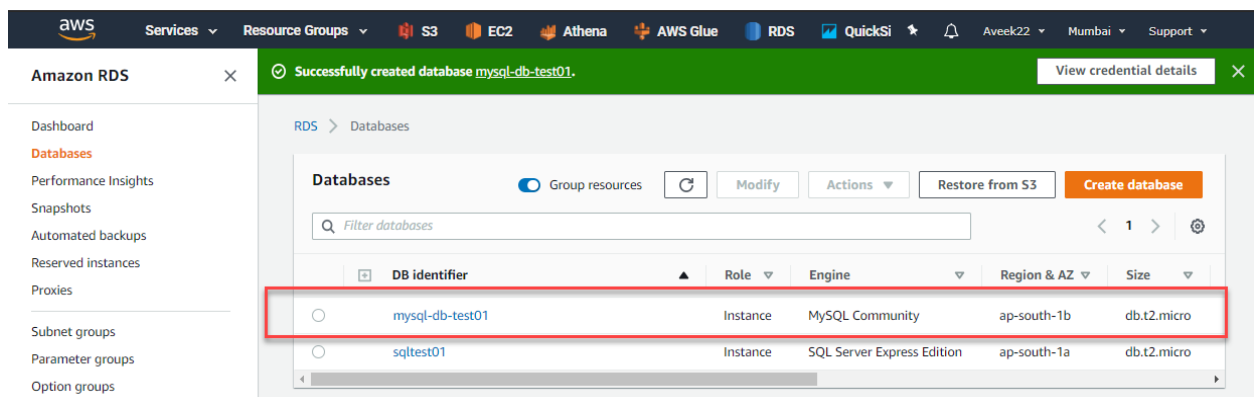 aws Services Resource Groups S3 EC2 Athena AWS Glue RDS QuickSi Aveek22 Mumbai Support
Amazon RDS
Successfully created database mysql-db-test01. View credential details
Dashboard
Databases
Performance Insights
Snapshots
Automated backups
Reserved instances
Proxies
Subnet groups
Parameter groups
Option groups
RDS > Databases
Databases Group resources Modify Actions Restore from S3 Create database
Filter databases < 1 >
DB identifier Role Engine Region & AZ Size
mysql-db-test01 Instance MySQL Community ap-south-1b db.t2.micro
sqltest01 Instance SQL Server Express Edition ap-south-1a db.t2.micro